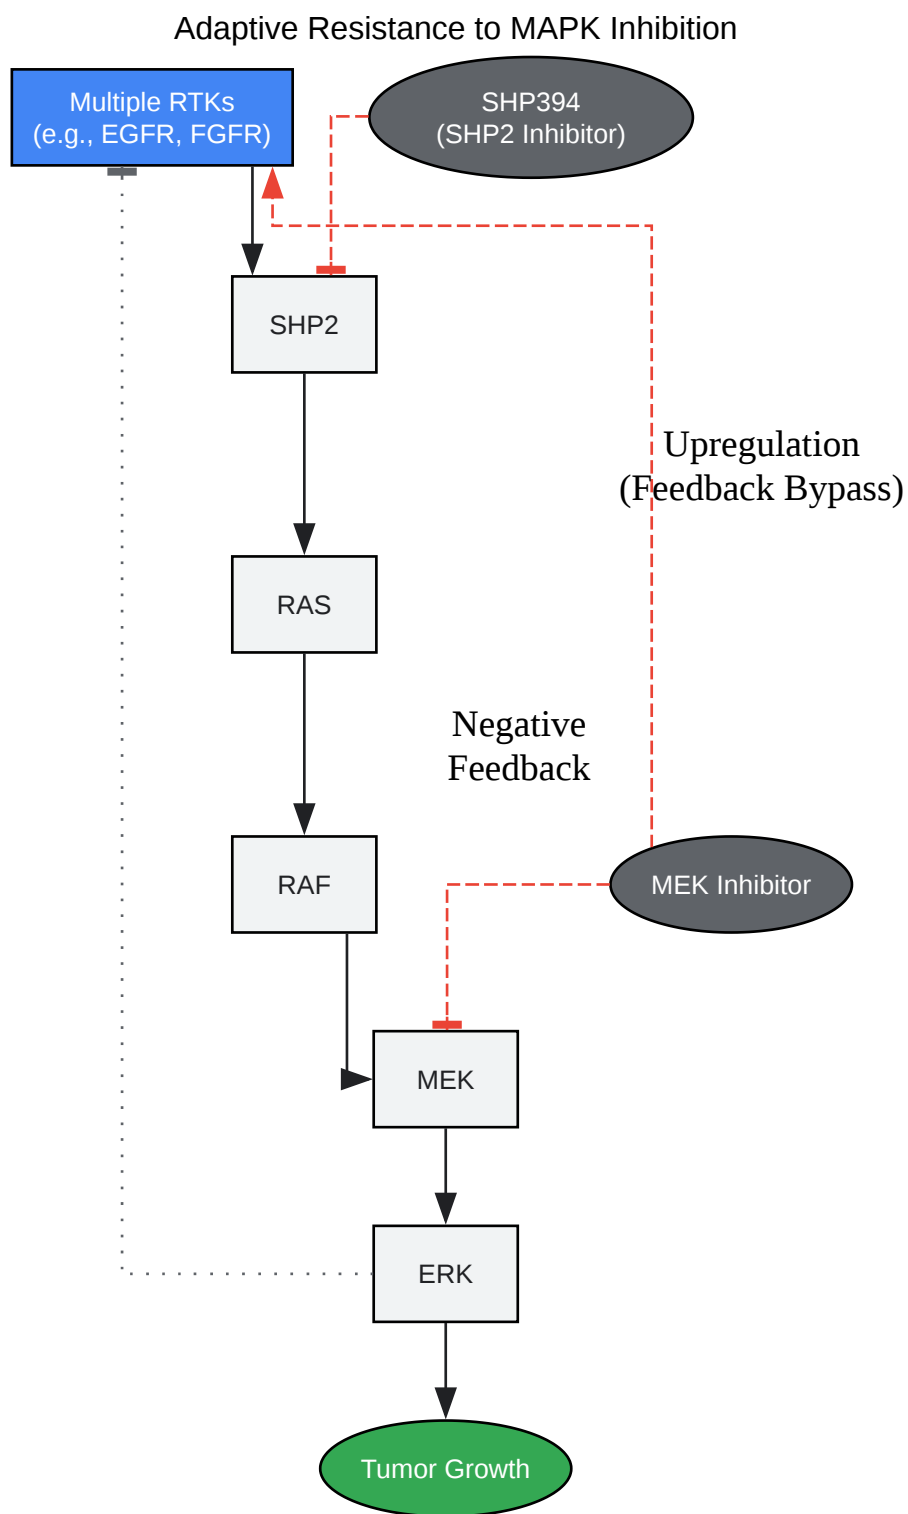 Adaptive Resistance to MAPK Inhibition
Multiple RTKs
(e.g., EGFR, FGFR)
SHP394
(SHP2 Inhibitor)
SHP2
Upregulation
(Feedback Bypass)
RAS
Negative
Feedback
RAF
MEK Inhibitor
MEK
ERK
Tumor Growth